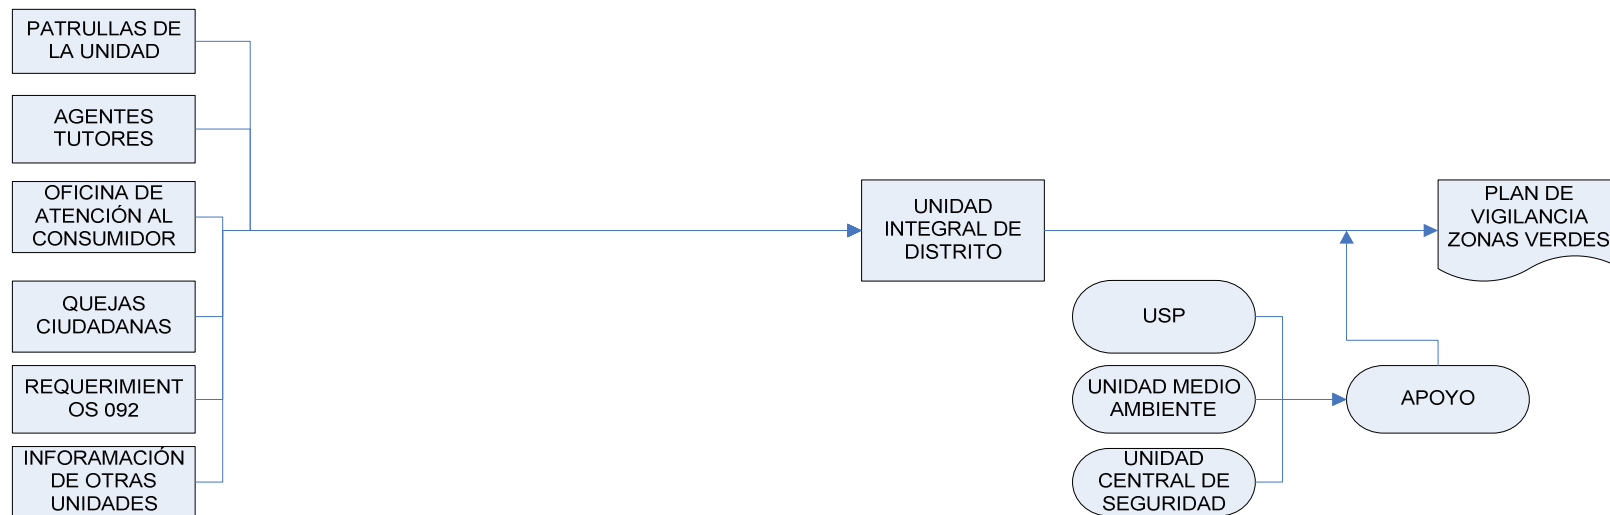 PATRULLAS DE
LA UNIDAD
AGENTES
TUTORES
OFICINA DE
ATENCIÓN AL
CONSUMIDOR
QUEJAS
CIUDADANAS
REQUERIMIENT
OS 092
INFORAMACIÓN
DE OTRAS
UNIDADES
UNIDAD
INTEGRAL DE
DISTRITO
USP
UNIDAD MEDIO
AMBIENTE
UNIDAD
CENTRAL DE
SEGURIDAD
APOYO
PLAN DE
VIGILANCIA
ZONAS VERDES